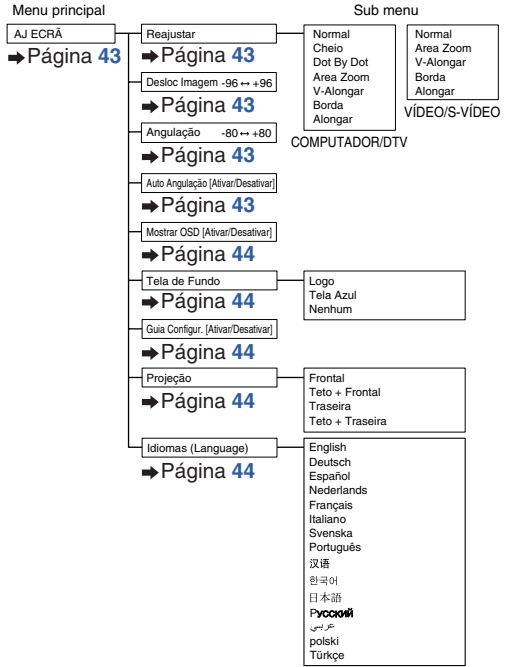 Menu principal
Sub menu
AJ ECRÃ
➡Página 43
Reajustar
➡Página 43
Normal
Cheio
Dot By Dot
Area Zoom
V-Alongar
Borda
Alongar
COMPUTADOR/DTV
Normal
Area Zoom
V-Alongar
Borda
Alongar
VÍDEO/S-VÍDEO
Desloc Imagem -96 ↔ +96
➡Página 43
Angulação -80 ↔ +80
➡Página 43
Auto Angulação [Ativar/Desativar]
➡Página 43
Mostrar OSD [Ativar/Desativar]
➡Página 44
Tela de Fundo
➡Página 44
Logo
Tela Azul
Nenhum
Guia Configur. [Ativar/Desativar]
➡Página 44
Projeção
➡Página 44
Frontal
Teto + Frontal
Traseira
Teto + Traseira
Idiomas (Language)
➡Página 44
English
Deutsch
Español
Nederlands
Français
Italiano
Svenska
Português
汉语
한국어
日本語
Русский
عربي
polski
Türkçe